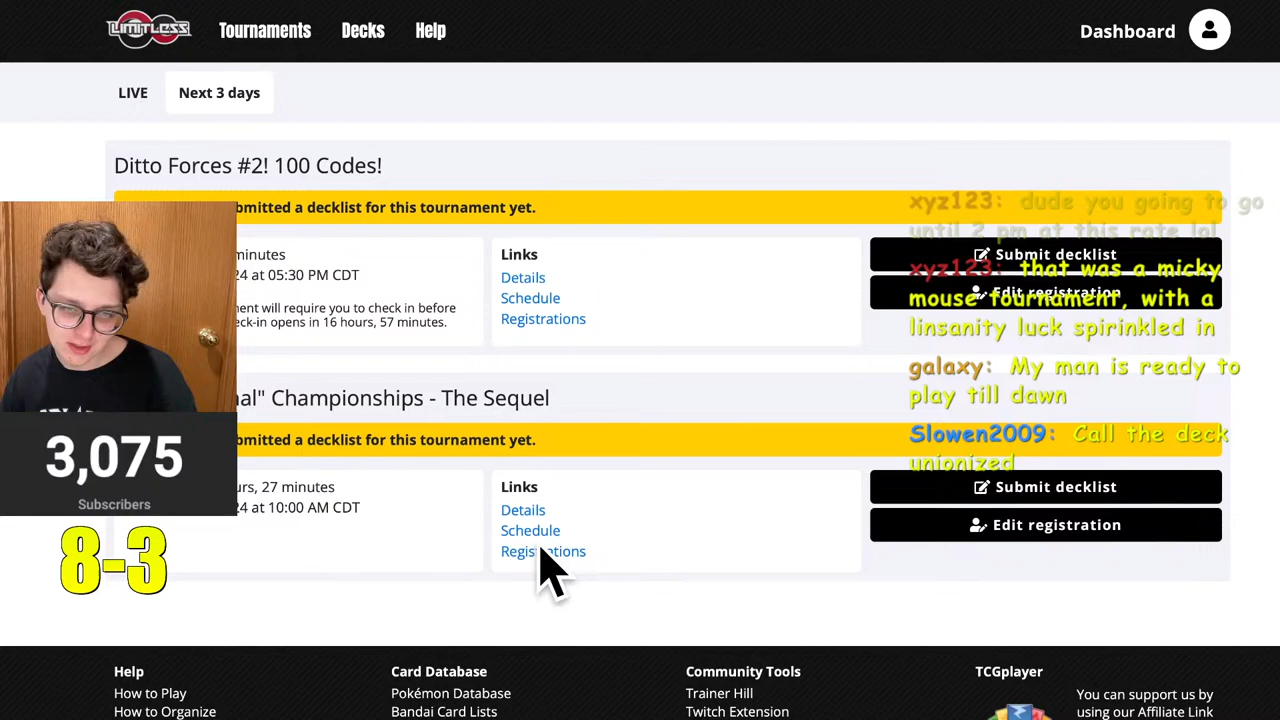 LIMITLESS
Tournaments
Decks
Help
Dashboard
LIVE
Next 3 days
Ditto Forces #2! 100 Codes!
bmitted a decklist for this tournament yet.
minutes
24 at 05:30 PM CDT
ment will require you to check in before
eck-in opens in 16 hours, 57 minutes.
Links
Details
Schedule
Registrations
Submit decklist
Edit registration
xyz123: dude you going to go
until 2 pm at this rate lol
xyz123: that was a micky
mouse tournament, with a
linsanity luck spirinkled in
galaxy: My man is ready to
play till dawn
Slowen2009: Call the deck
unionized
nal" Championships - The Sequel
bmitted a decklist for this tournament yet.
urs, 27 minutes
24 at 10:00 AM CDT
Links
Details
Schedule
Registrations
Submit decklist
Edit registration
3,075
Subscribers
8-3
Help
How to Play
How to Organize
Card Database
Pokémon Database
Bandai Card Lists
Community Tools
Trainer Hill
Twitch Extension
TCGplayer
You can support us by
using our Affiliate Link